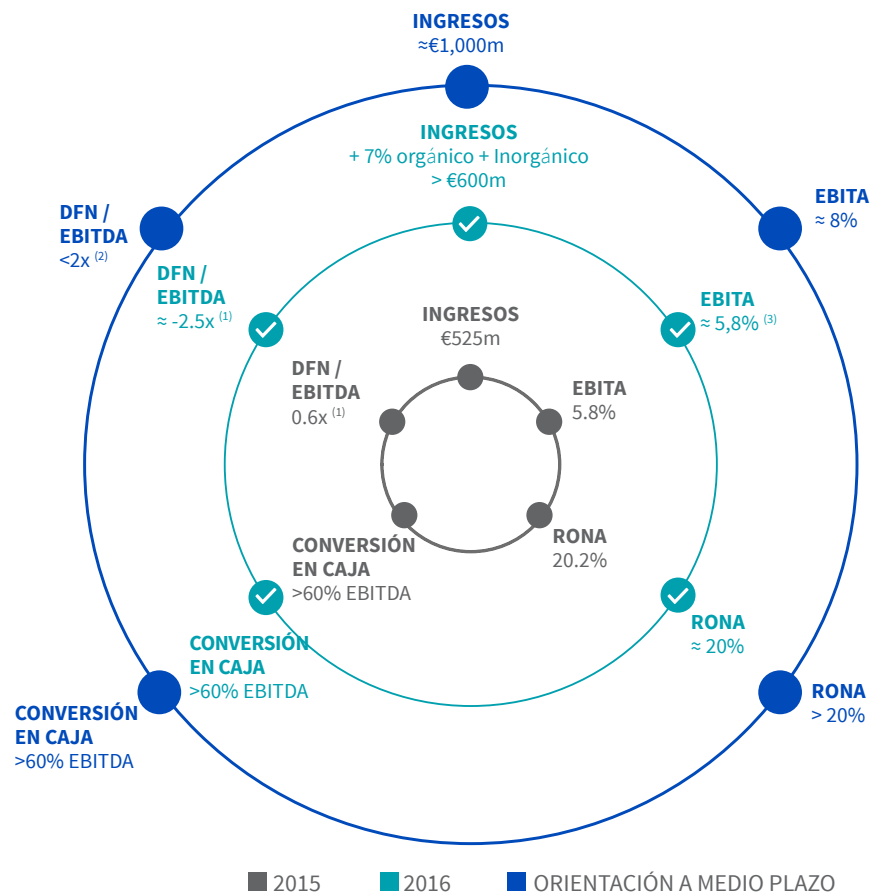 INGRESOS
≈€1,000m
INGRESOS
+ 7% orgánico + Inorgánico
> €600m
EBITA
≈ 8%
DFN /
EBITDA
<2x (2)
DFN /
EBITDA
≈ -2.5x (1)
EBITA
≈ 5,8% (3)
INGRESOS
€525m
DFN /
EBITDA
0.6x (1)
EBITA
5.8%
CONVERSIÓN
EN CAJA
>60% EBITDA
RONA
20.2%
CONVERSIÓN
EN CAJA
>60% EBITDA
RONA
≈ 20%
CONVERSIÓN
EN CAJA
>60% EBITDA
RONA
> 20%
2015 2016 ORIENTACIÓN A MEDIO PLAZO